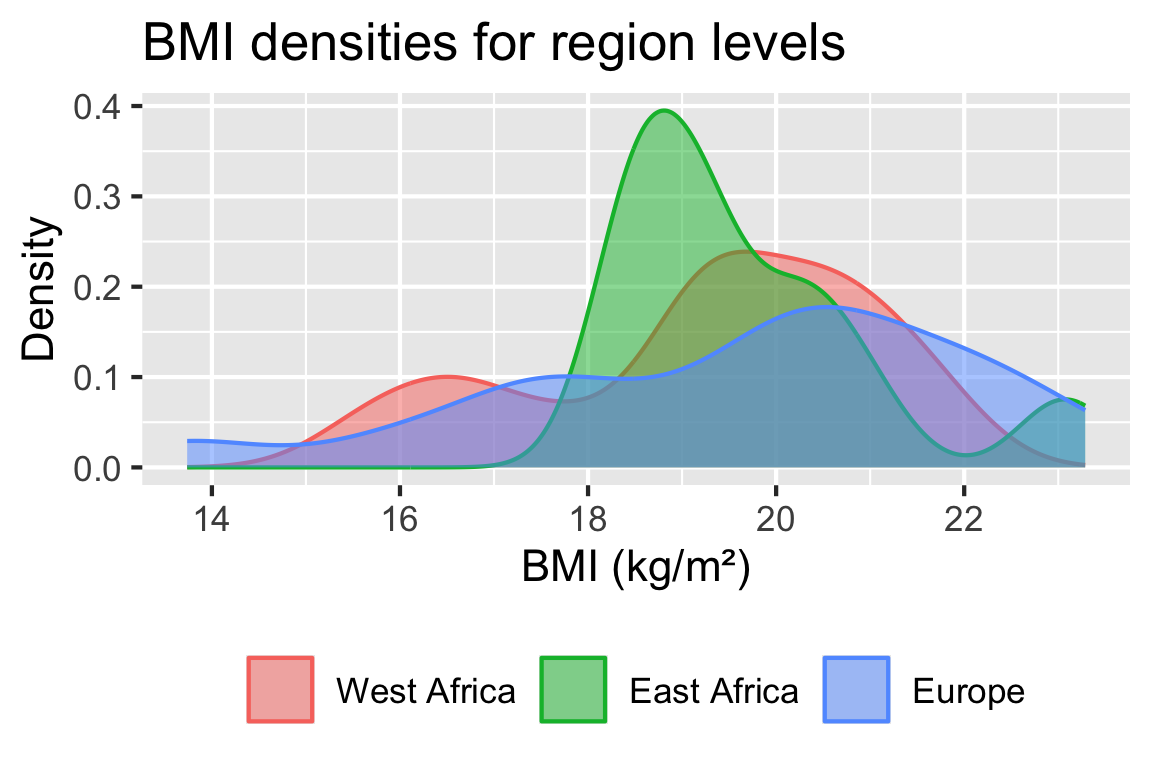 BMI densities for region levels
Density
0.4
0.3
0.2
0.1
0.0
14 16 18 20 22
BMI (kg/m²)
West Africa East Africa Europe